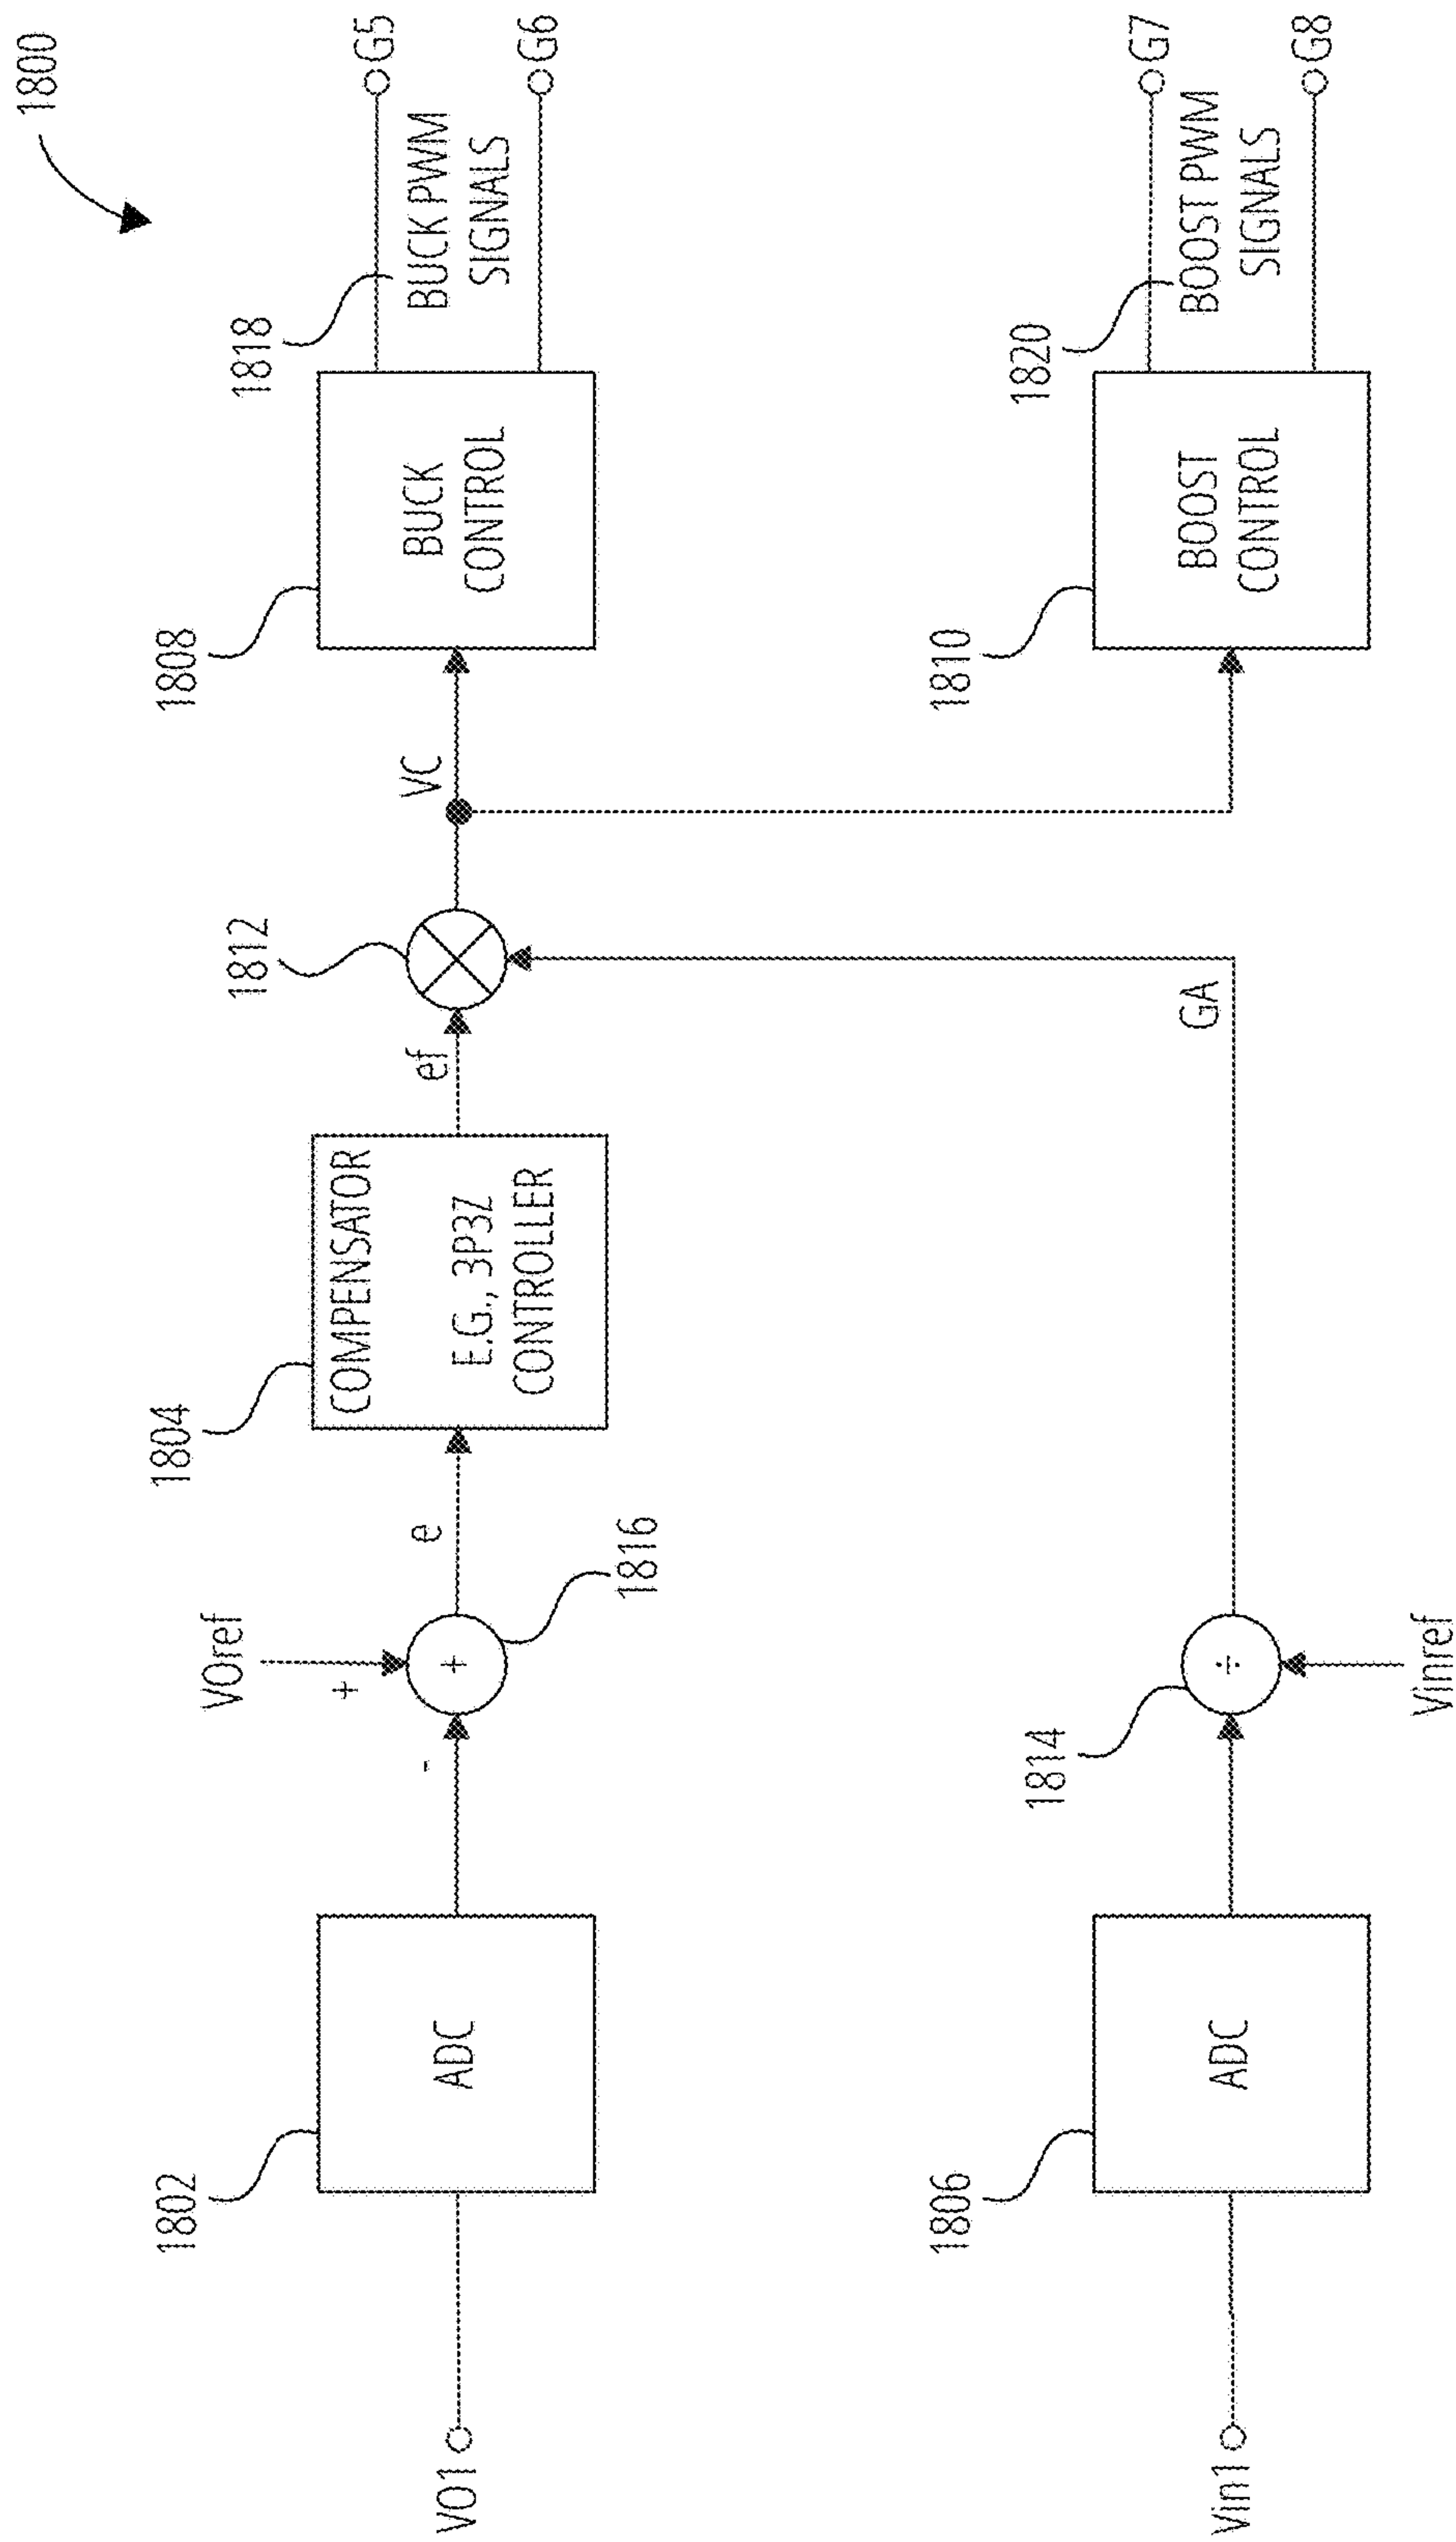 1800
1802
ADC
VO1
-
VOref
+
+
1816
e
1804
COMPENSATOR
E.G., 3P3Z
CONTROLLER
ef
1812
VC
1808
BUCK
CONTROL
1818
BUCK PWM
SIGNALS
G5
G6
1806
ADC
Vin1
1814
÷
Vinref
GA
1810
BOOST
CONTROL
1820
BOOST PWM
SIGNALS
G7
G8